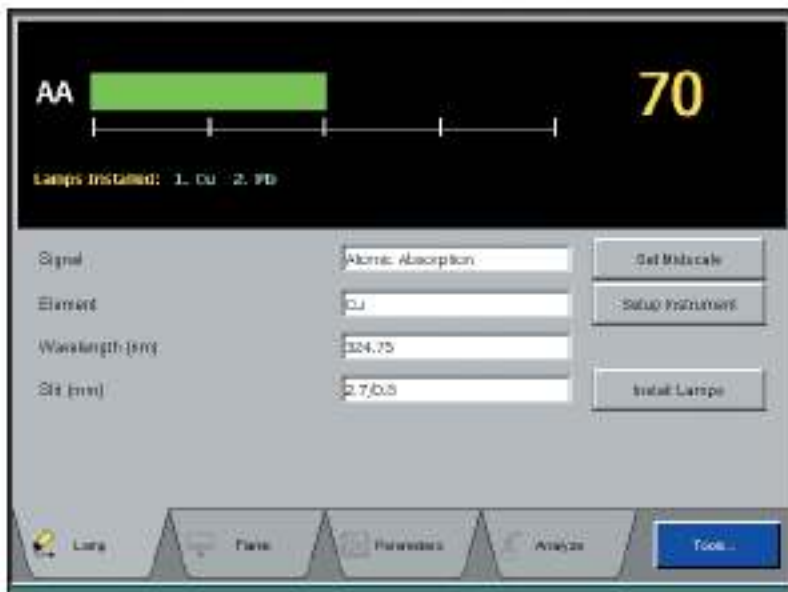 AA 70
Lamps Installed: 1. Cu 2. Pb
Signal Atomic Absorption Set Midscale
Element Cu Setup Instrument
Wavelength (nm) 324.75
Slit (mm) 2.7/0.8 Install Lamps
Lamp Flame Parameters Analyze Tools...